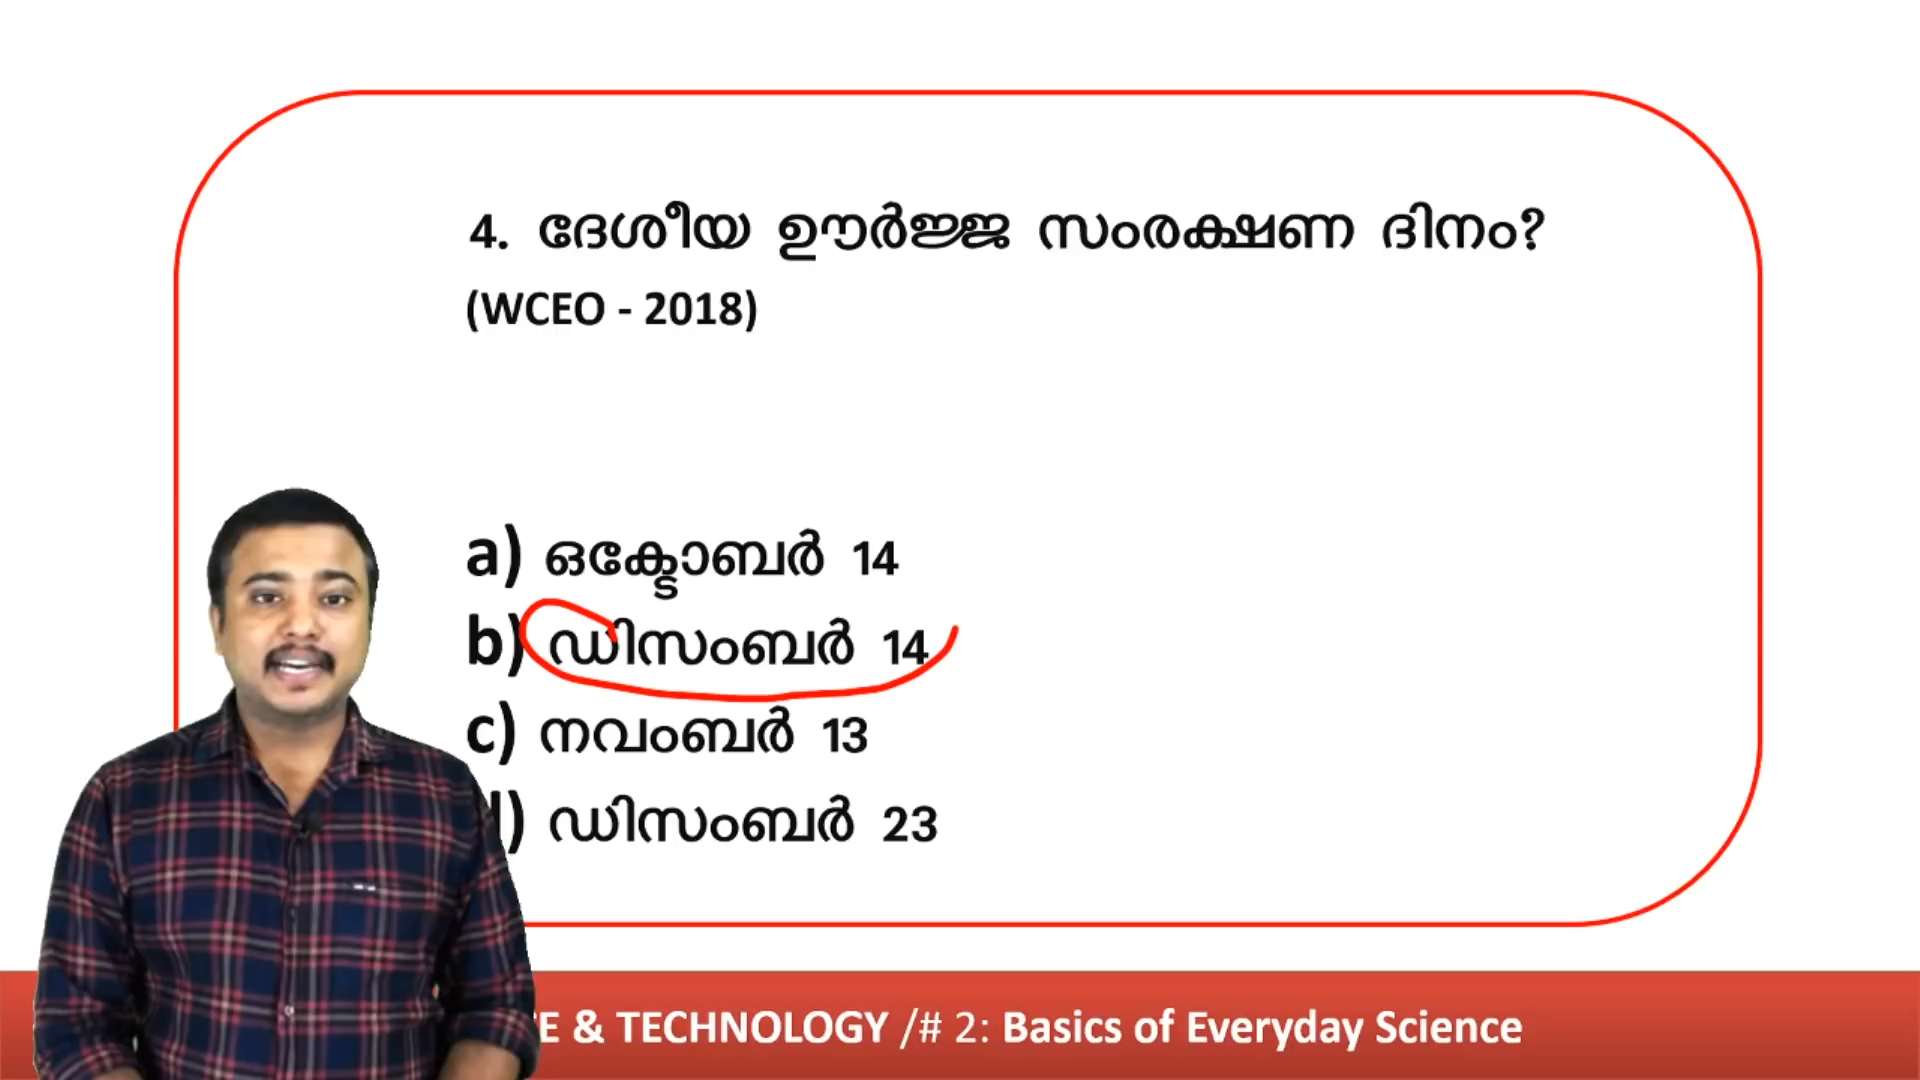 4. ദേശീയ ഊർജ്ജ സംരക്ഷണ ദിനം?
(WCEO - 2018)
a) ഒക്ടോബർ 14
b) ഡിസംബർ 14
c) നവംബർ 13
) ഡിസംബർ 23
& TECHNOLOGY /# 2: Basics of Everyday Science